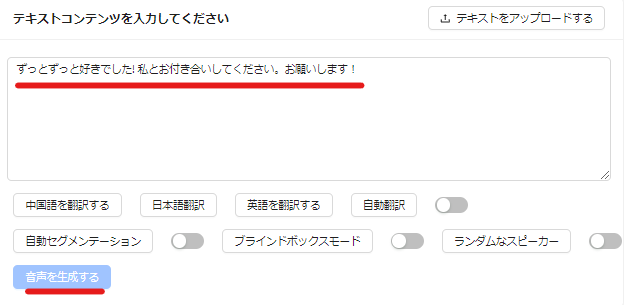 テキストコンテンツを入力してください
テキストをアップロードする
ずっとずっと好きでした! 私とお付き合いしてください。お願いします！
中国語を翻訳する 日本語翻訳 英語を翻訳する 自動翻訳
自動セグメンテーション ブラインドボックスモード ランダムなスピーカー
音声を生成する